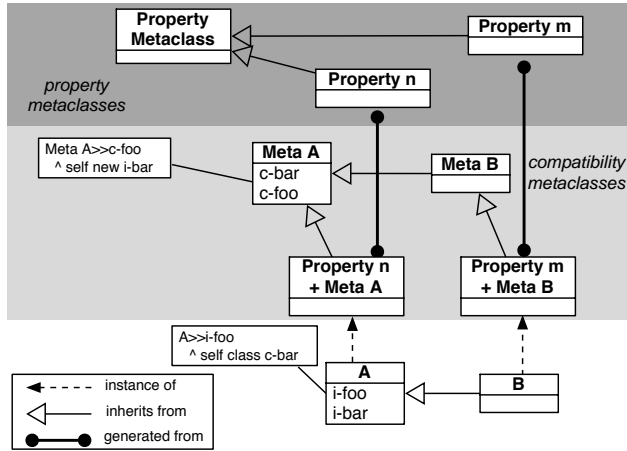 Property
Metaclass
Property m
Property n
property
metaclasses
Meta A>>c-foo
^ self new i-bar
Meta A
c-bar
c-foo
Meta B
compatibility
metaclasses
Property n
+ Meta A
Property m
+ Meta B
A>>i-foo
^ self class c-bar
A
i-foo
i-bar
B
instance of
inherits from
generated from